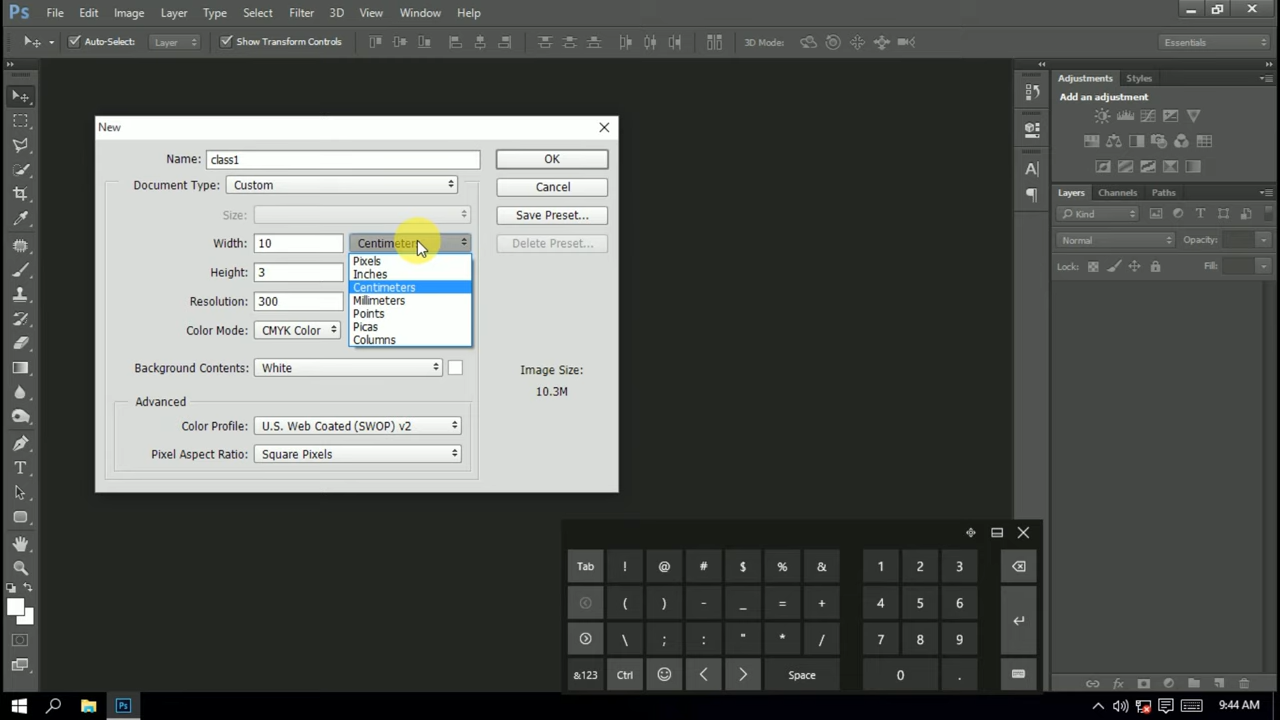 Ps File Edit Image Layer Type Select Filter 3D View Window Help
Auto-Select: Layer Show Transform Controls 3D Mode: Essentials
Adjustments Styles
Add an adjustment
New
Name: class1 OK
Document Type: Custom Cancel
Size: Save Preset...
Width: 10 Centimeters Delete Preset...
Pixels
Inches
Height: 3
Centimeters
Resolution: 300
Millimeters
Points
Color Mode: CMYK Color
Picas
Columns
Background Contents: White
Image Size:
10.3M
Advanced
Color Profile: U.S. Web Coated (SWOP) v2
Pixel Aspect Ratio: Square Pixels
Layers Channels Paths
Kind
Normal Opacity:
Lock: Fill:
Tab ! @ # $ % & 1 2 3
( ) - _ = + 4 5 6
\ ; : " * / 7 8 9
&123 Ctrl < > Space 0 .
Ps 9:44 AM